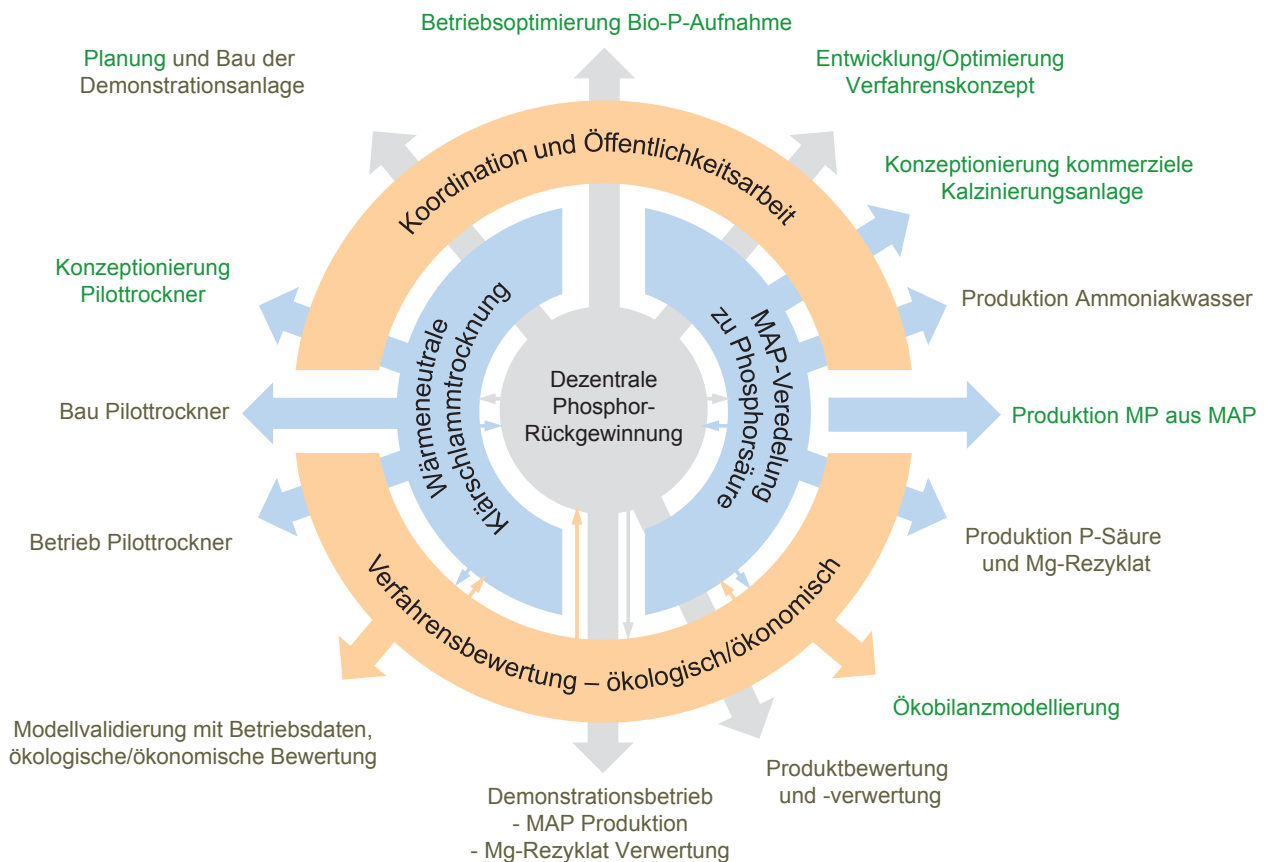 Betriebsoptimierung Bio-P-Aufnahme
Planung und Bau der
Demonstrationsanlage
Entwicklung/Optimierung
Verfahrenskonzept
Koordination und Öffentlichkeitsarbeit
Konzeptionierung kommerziele
Kalzinierungsanlage
Konzeptionierung
Pilottrockner
Produktion Ammoniakwasser
Wärmeneutrale
Klärschlammtrocknung
Dezentrale
Phosphor-
Rückgewinnung
MAP-Veredelung
zu Phosphorsäure
Bau Pilottrockner
Produktion MP aus MAP
Betrieb Pilottrockner
Produktion P-Säure
und Mg-Rezyklat
Verfahrensbewertung – ökologisch/ökonomisch
Ökobilanzmodellierung
Modellvalidierung mit Betriebsdaten,
ökologische/ökonomische Bewertung
Produktbewertung
und -verwertung
Demonstrationsbetrieb
- MAP Produktion
- Mg-Rezyklat Verwertung